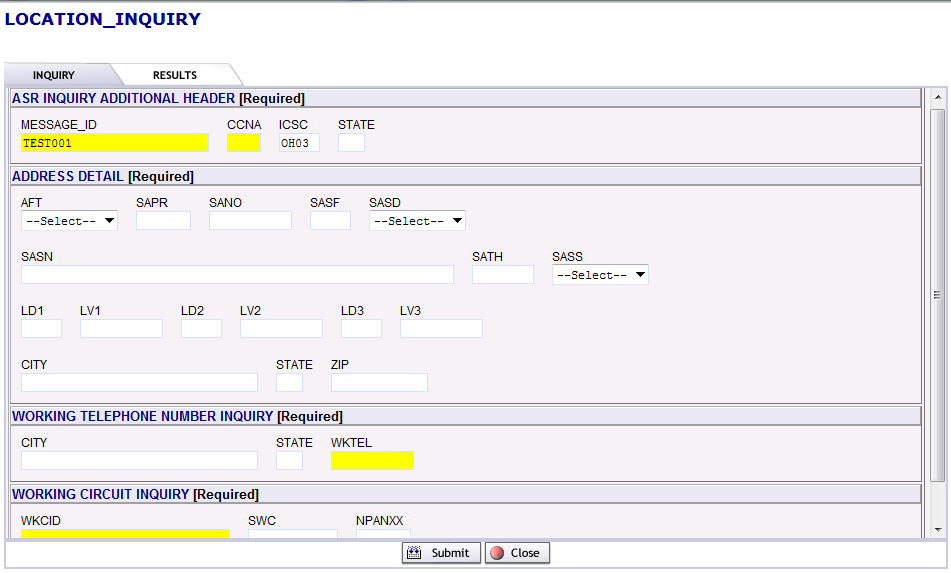 LOCATION_INQUIRY
INQUIRY RESULTS
ASR INQUIRY ADDITIONAL HEADER [Required]
MESSAGE_ID CCNA ICSC STATE
TEST001 OH03
ADDRESS DETAIL [Required]
AFT SAPR SANO SASF SASD
--Select-- --Select--
SASN SATH SASS
--Select--
LD1 LV1 LD2 LV2 LD3 LV3
CITY STATE ZIP
WORKING TELEPHONE NUMBER INQUIRY [Required]
CITY STATE WKTEL
WORKING CIRCUIT INQUIRY [Required]
WKCID SWC NPANXX
Submit Close